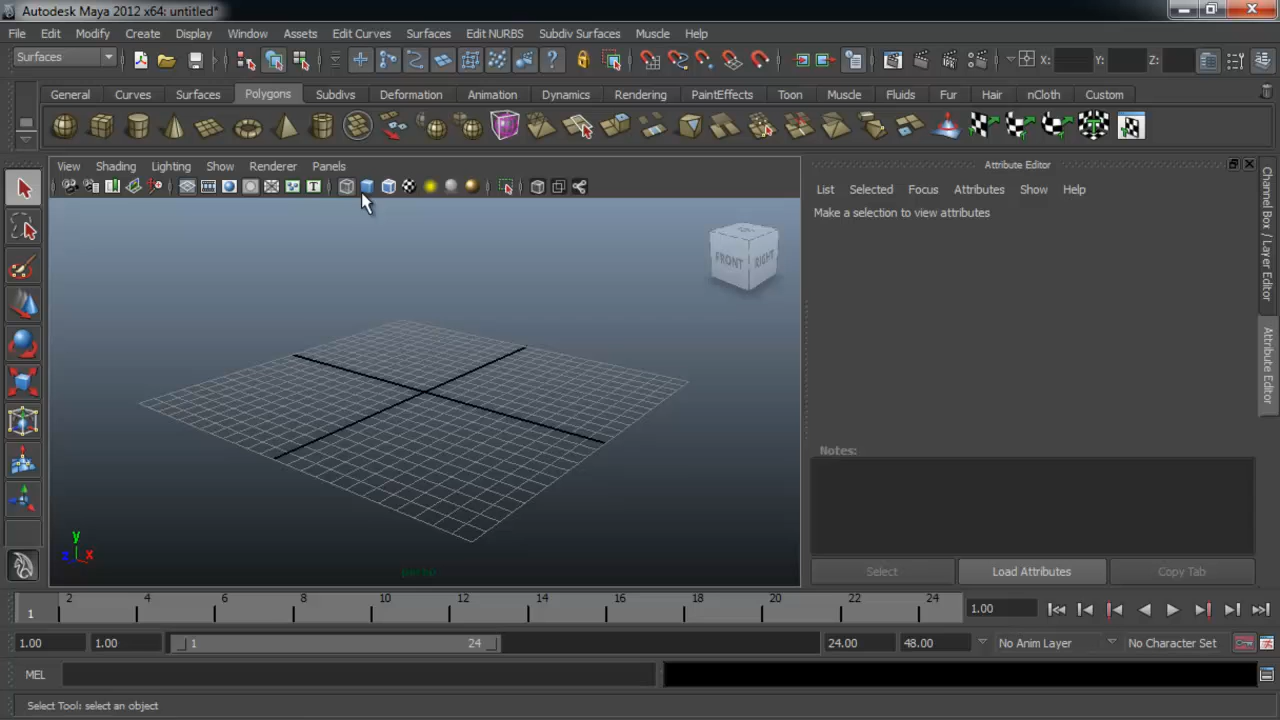 Autodesk Maya 2012 x64: untitled*
File Edit Modify Create Display Window Assets Edit Curves Surfaces Edit NURBS Subdiv Surfaces Muscle Help
Surfaces X: Y: Z:
General Curves Surfaces Polygons Subdivs Deformation Animation Dynamics Rendering PaintEffects Toon Muscle Fluids Fur Hair nCloth Custom
View Shading Lighting Show Renderer Panels
Attribute Editor
List Selected Focus Attributes Show Help
Make a selection to view attributes
Channel Box / Layer Editor
Attribute Editor
FRONT RIGHT
Notes:
y
z x
persp
Select Load Attributes Copy Tab
1 2 4 6 8 10 12 14 16 18 20 22 24 1.00
1.00 1.00 1 24 24.00 48.00 No Anim Layer No Character Set
MEL
Select Tool: select an object